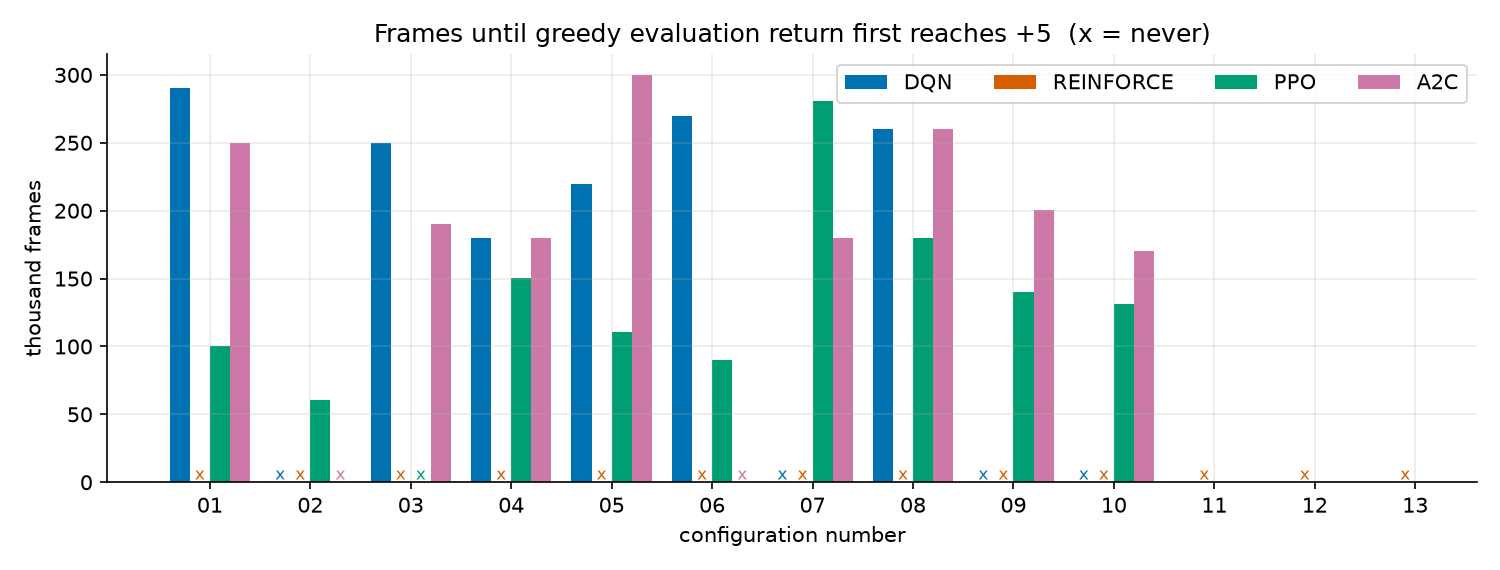 Frames until greedy evaluation return first reaches +5 (x = never)
DQN REINFORCE PPO A2C
thousand frames
300
250
200
150
100
50
0
x x x x x x x x x x x x x x x x x x x x
01 02 03 04 05 06 07 08 09 10 11 12 13
configuration number